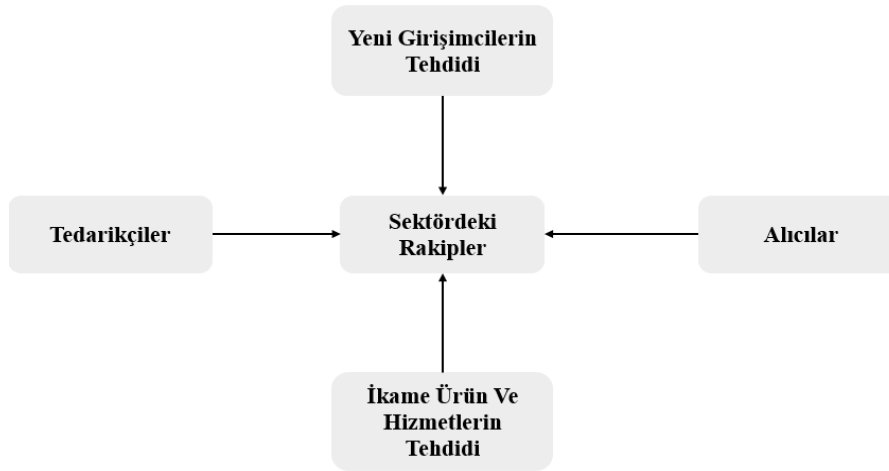 Yeni Girişimcilerin
Tehdidi
Tedarikçiler
Sektördeki
Rakipler
Alıcılar
İkame Ürün Ve
Hizmetlerin
Tehdidi